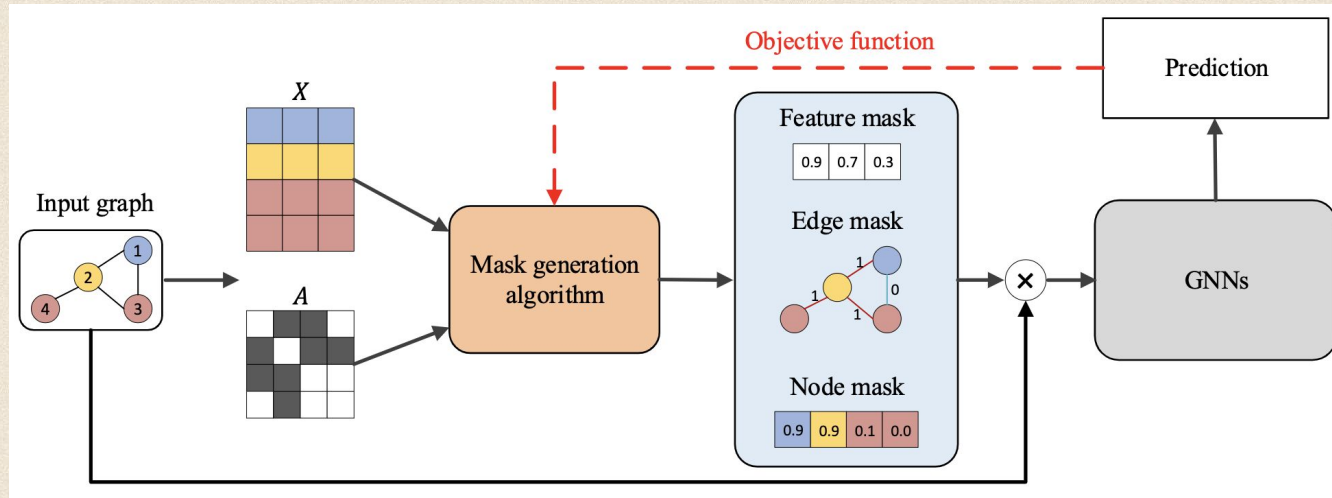 Objective function
Prediction
X
Feature mask
0.9 0.7 0.3
Input graph
1
2
4
3
Edge mask
1
1
0
1
Mask generation
algorithm
×
GNNs
A
Node mask
0.9 0.9 0.1 0.0